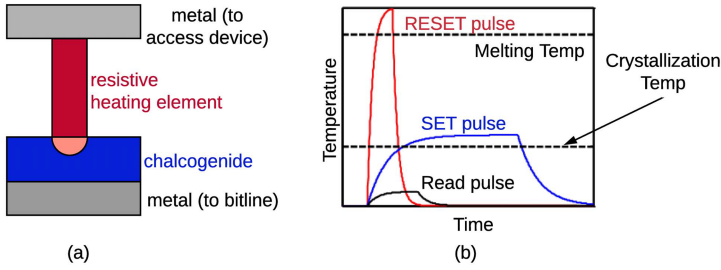 metal (to
access device)
resistive
heating element
chalcogenide
metal (to bitline)
(a)
RESET pulse
Melting Temp
Crystallization
Temp
SET pulse
Read pulse
Temperature
Time
(b)